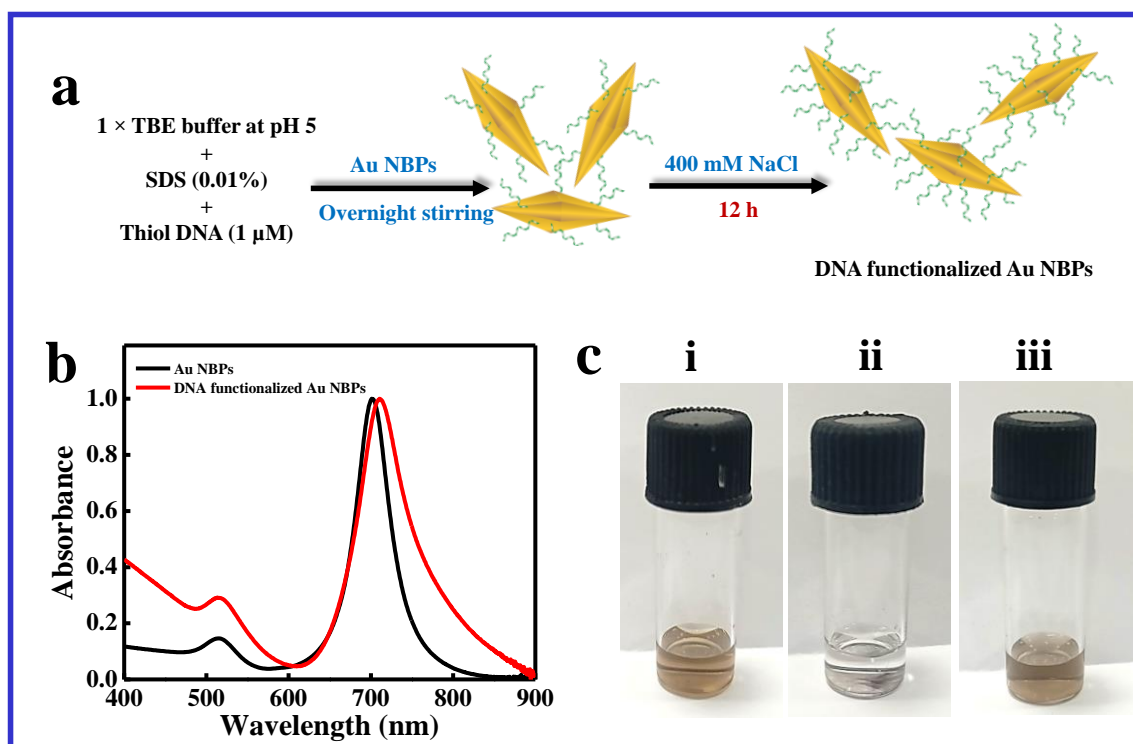 a
1 × TBE buffer at pH 5
+
SDS (0.01%)
+
Thiol DNA (1 µM)
Au NBPs
Overnight stirring
400 mM NaCl
12 h
DNA functionalized Au NBPs
b
Au NBPs
DNA functionalized Au NBPs
1.0
0.8
0.6
0.4
0.2
0.0
Absorbance
400 500 600 700 800 900
Wavelength (nm)
c
i ii iii